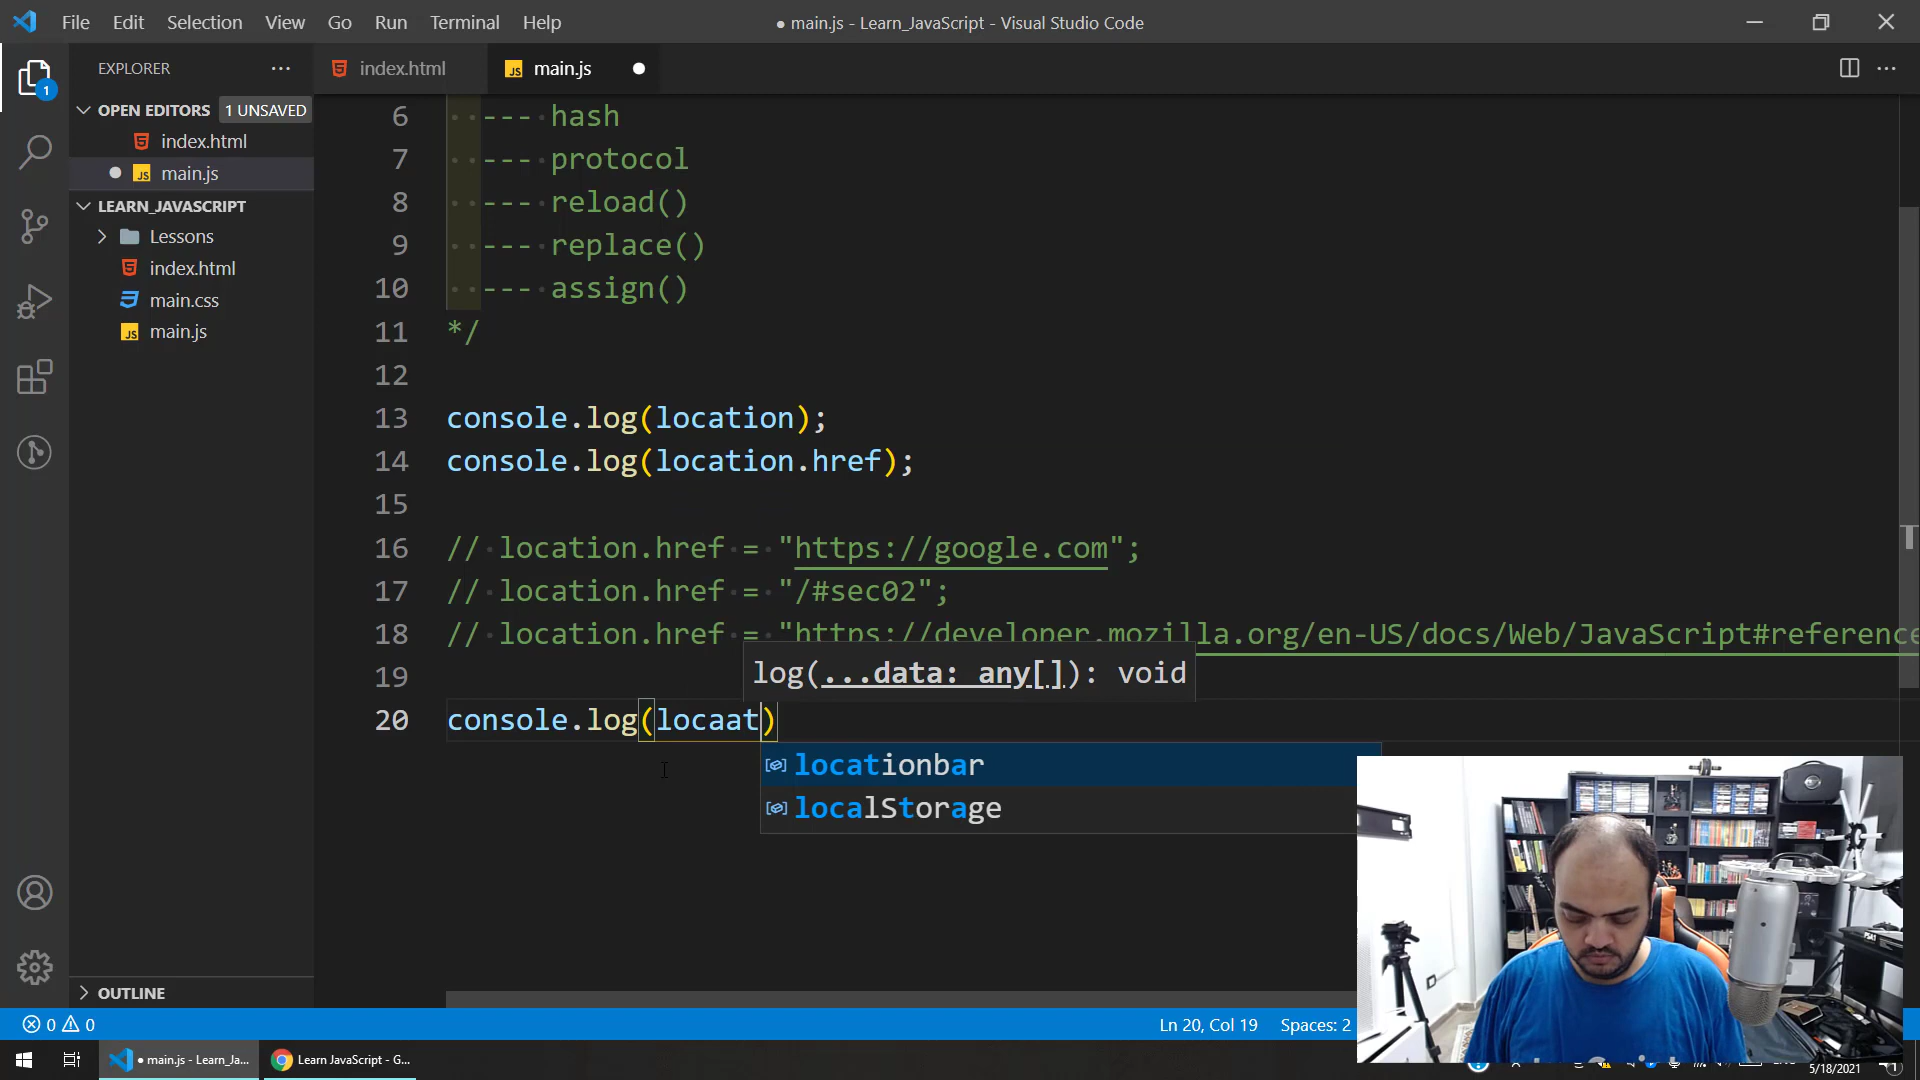 File Edit Selection View Go Run Terminal Help
● main.js - Learn_JavaScript - Visual Studio Code
EXPLORER
OPEN EDITORS 1 UNSAVED
index.html
main.js
LEARN_JAVASCRIPT
Lessons
index.html
main.css
main.js
OUTLINE
1
index.html
main.js
6 --- hash
7 --- protocol
8 --- reload()
9 --- replace()
10 --- assign()
11 */
12
13 console.log(location);
14 console.log(location.href);
15
16 // location.href = "https://google.com";
17 // location.href = "/#sec02";
18 // location.href = "https://developer.mozilla.org/en-US/docs/Web/JavaScript#reference
19
log(...data: any[]): void
20 console.log(locaat)
locationbar
localStorage
0 0
Ln 20, Col 19 Spaces: 2
● main.js - Learn_Ja...
Learn JavaScript - G...
5/18/2021